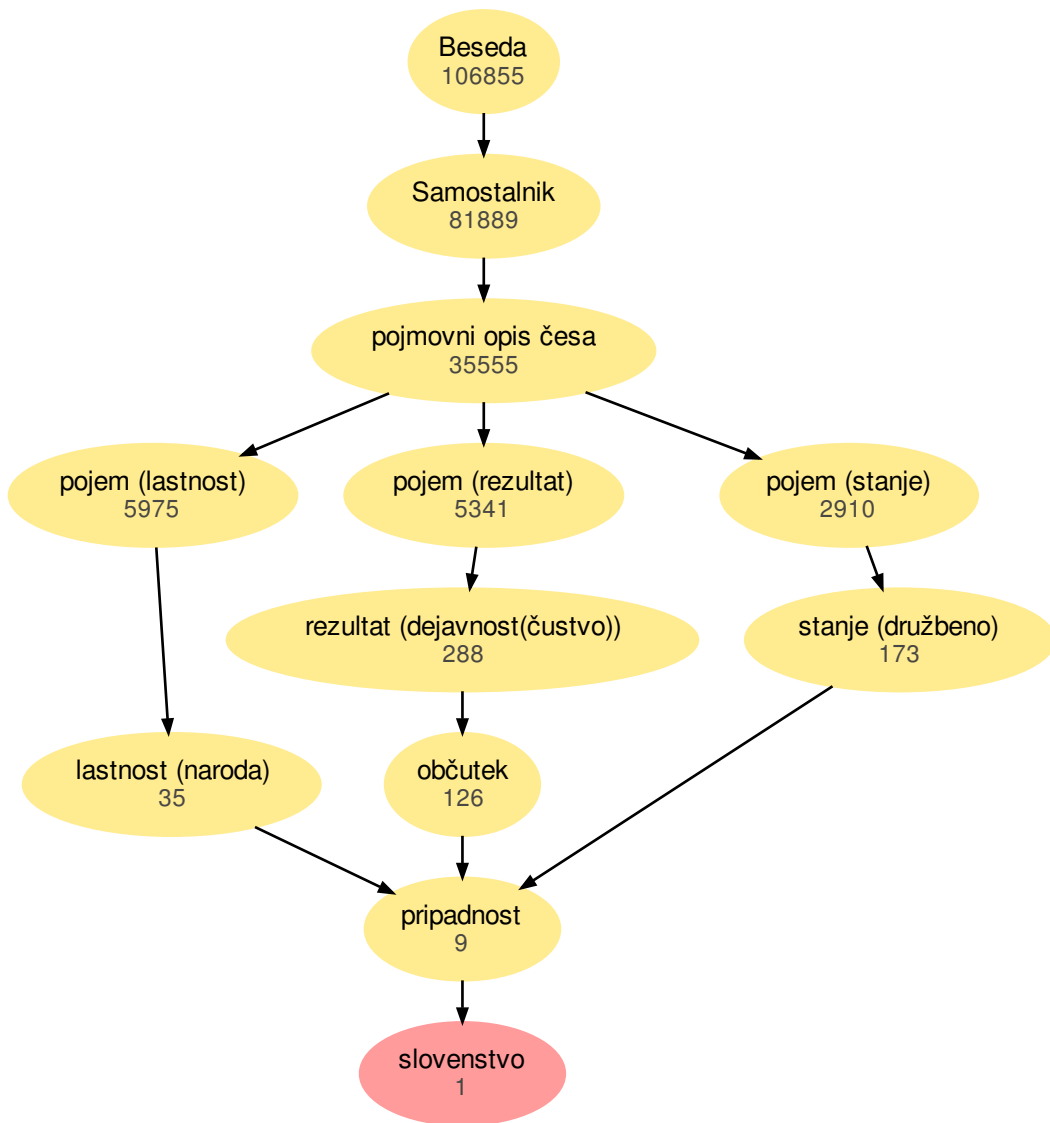 Beseda
106855
Samostalnik
81889
pojmovni opis česa
35555
pojem (lastnost)
5975
pojem (rezultat)
5341
pojem (stanje)
2910
rezultat (dejavnost(čustvo))
288
stanje (družbeno)
173
lastnost (naroda)
35
občutek
126
pripadnost
9
slovenstvo
1